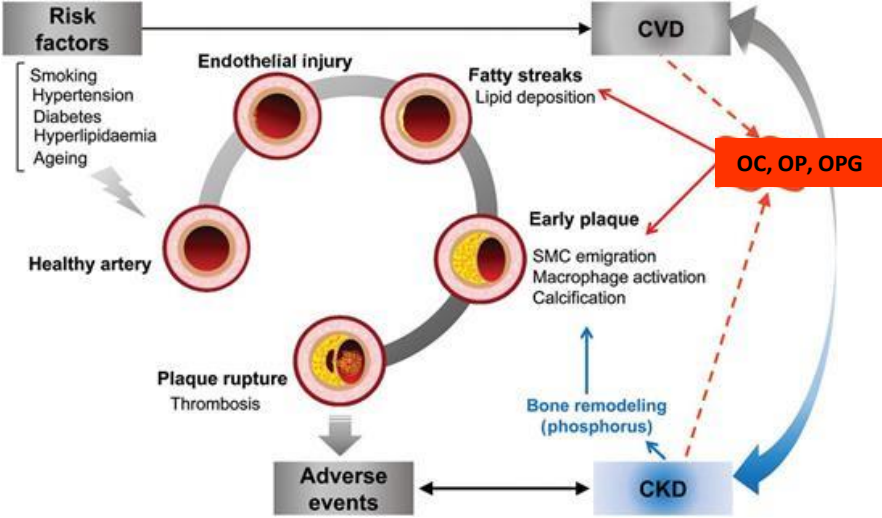 Risk
factors
CVD
Smoking
Hypertension
Diabetes
Hyperlipidaemia
Ageing
Endothelial injury
Fatty streaks
Lipid deposition
OC, OP, OPG
Healthy artery
Early plaque
SMC emigration
Macrophage activation
Calcification
Plaque rupture
Thrombosis
Bone remodeling
(phosphorus)
Adverse
events
CKD